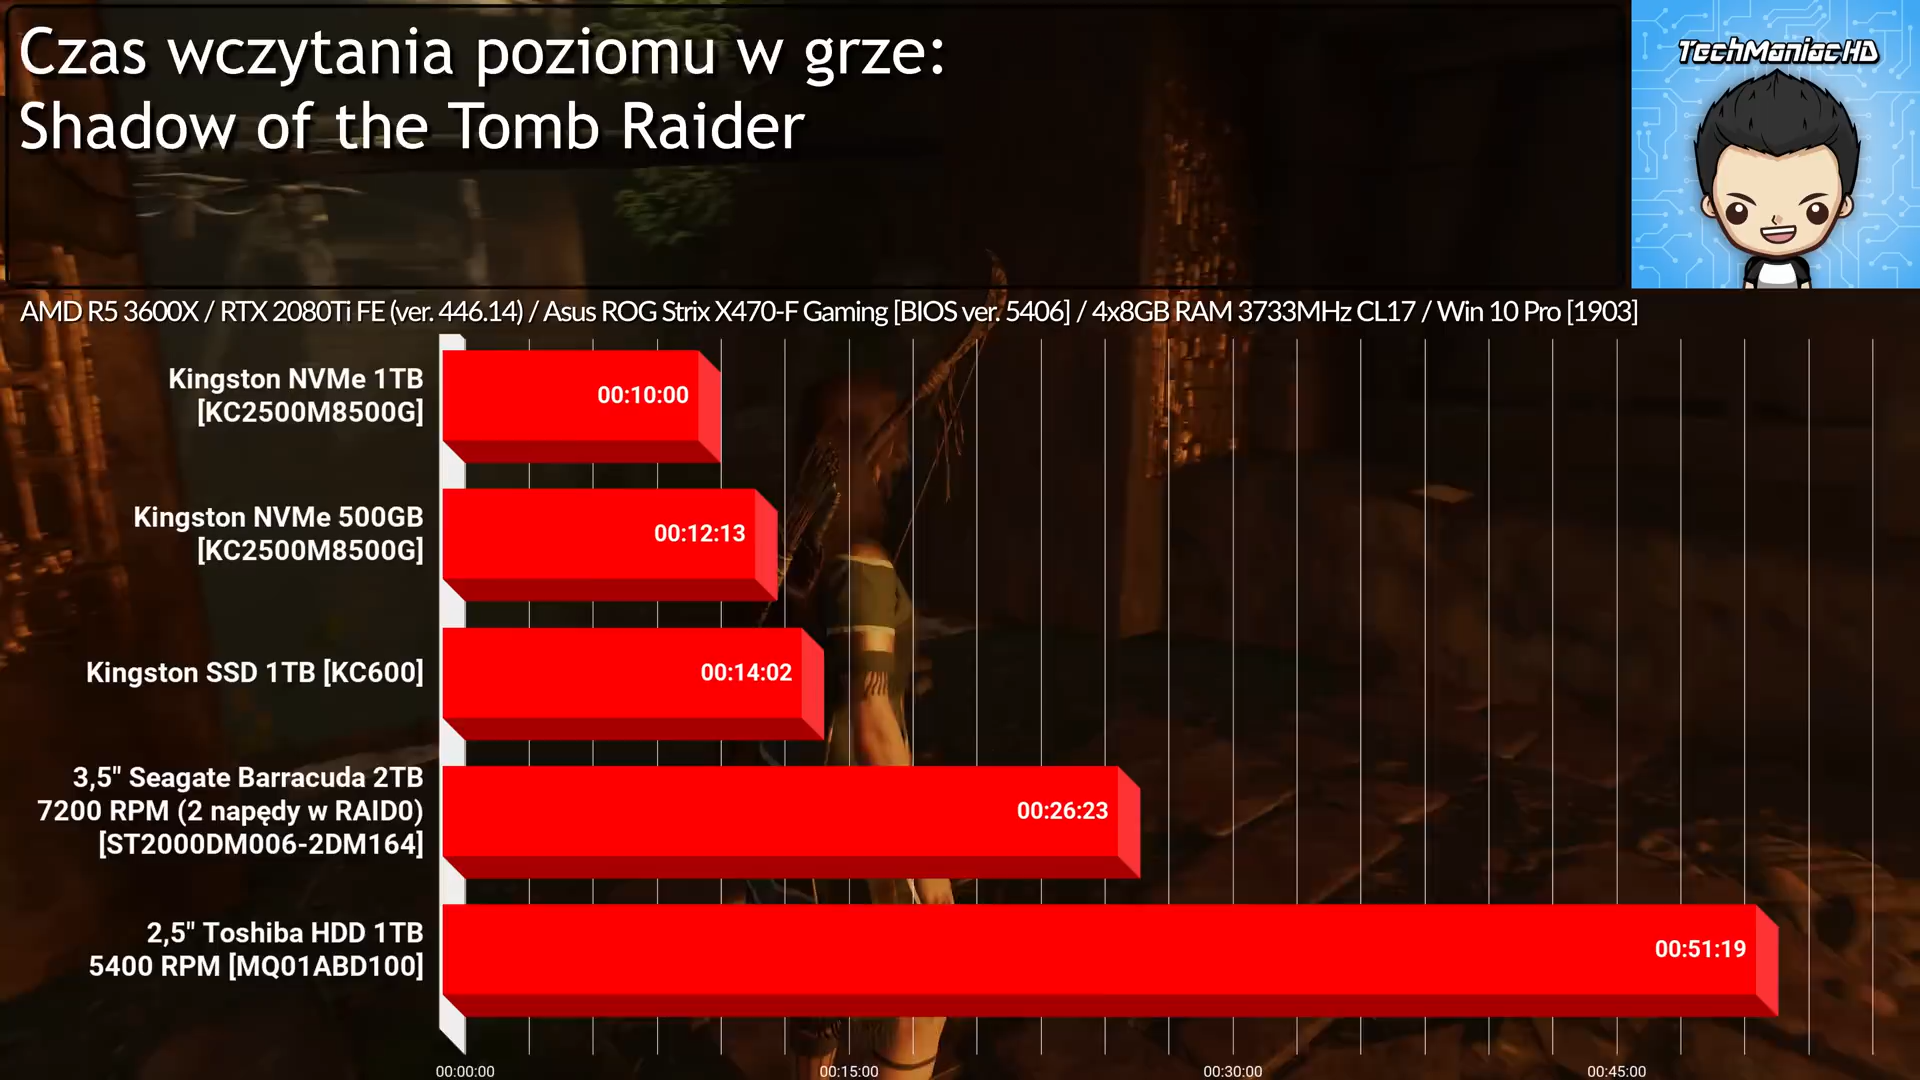 Czas wczytania poziomu w grze:
Shadow of the Tomb Raider
TechManiacHD
AMD R5 3600X / RTX 2080Ti FE (ver. 446.14) / Asus ROG Strix X470-F Gaming [BIOS ver. 5406] / 4x8GB RAM 3733MHz CL17 / Win 10 Pro [1903]
Kingston NVMe 1TB
[KC2500M8500G]
00:10:00
Kingston NVMe 500GB
[KC2500M8500G]
00:12:13
Kingston SSD 1TB [KC600]
00:14:02
3,5" Seagate Barracuda 2TB
7200 RPM (2 napędy w RAID0)
[ST2000DM006-2DM164]
00:26:23
2,5" Toshiba HDD 1TB
5400 RPM [MQ01ABD100]
00:51:19
00:00:00
00:15:00
00:30:00
00:45:00